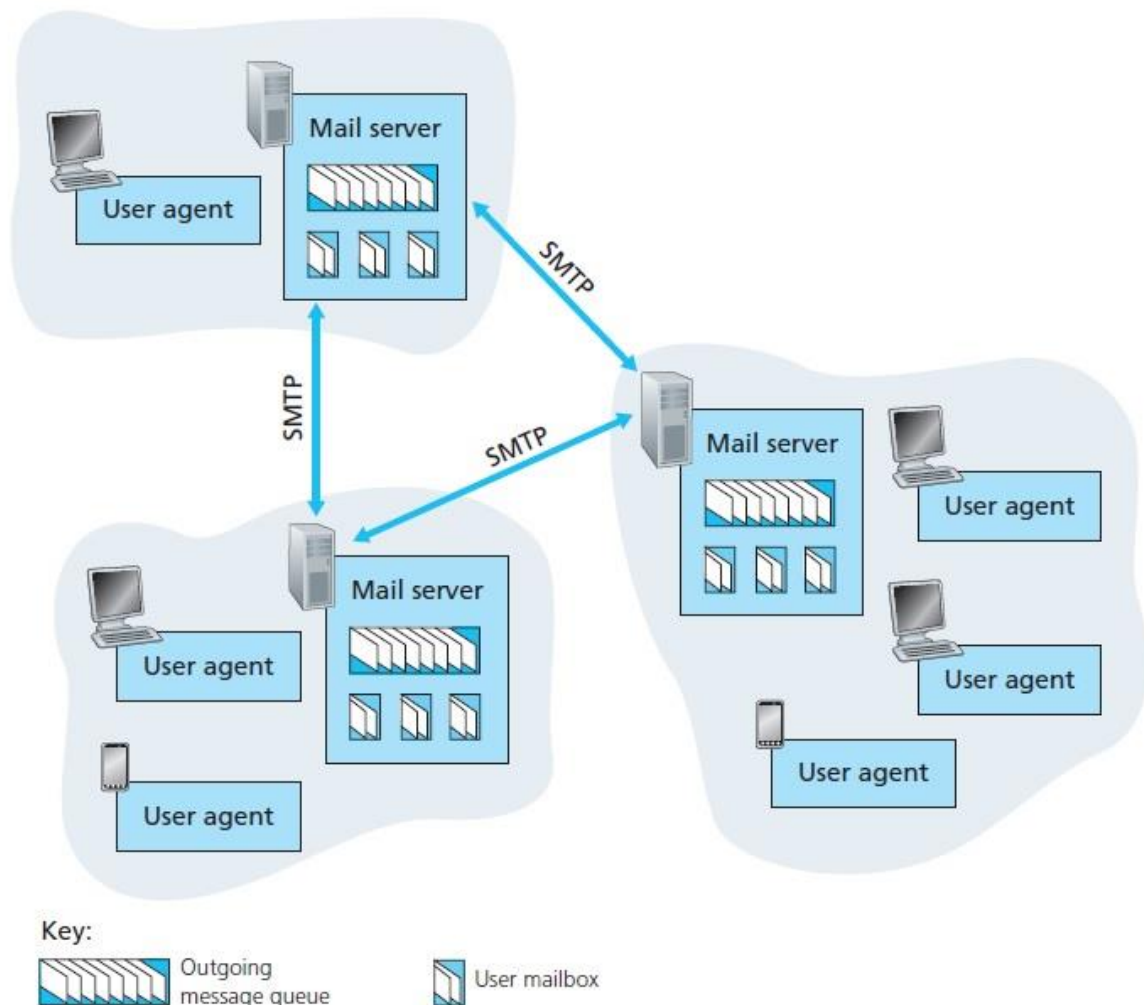 Mail server
User agent
SMTP
SMTP
SMTP
Mail server
User agent
User agent
User agent
Mail server
User agent
User agent
Key:
Outgoing
message queue
User mailbox